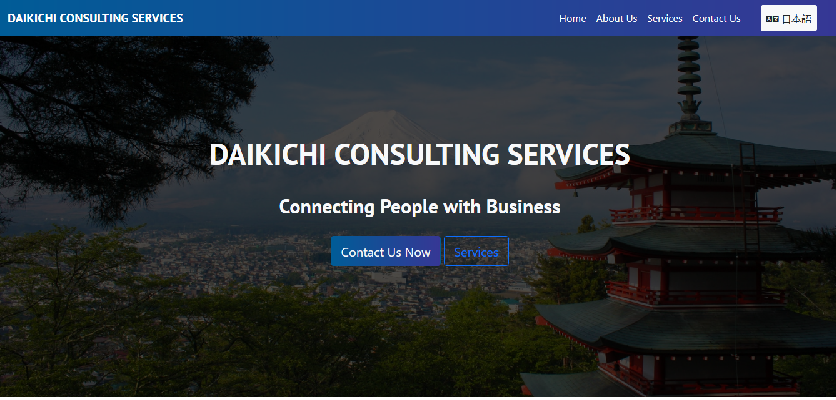 DAIKICHI CONSULTING SERVICES
Home About Us Services Contact Us 日本語
DAIKICHI CONSULTING SERVICES
Connecting People with Business
Contact Us Now Services